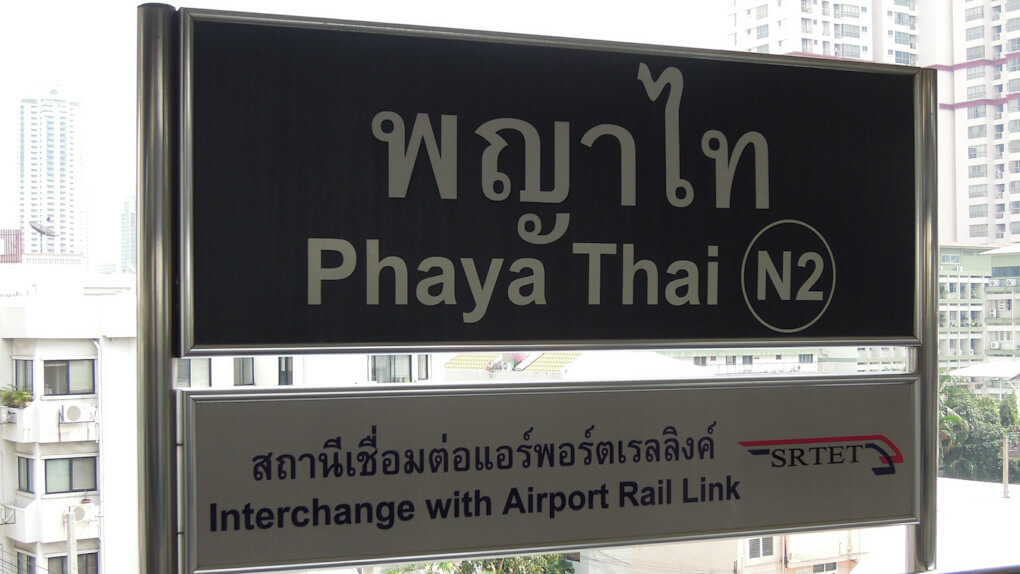 พญาไท
Phaya Thai N2
สถานีเชื่อมต่อแอร์พอร์ตเรลลิงค์
Interchange with Airport Rail Link
SRTET